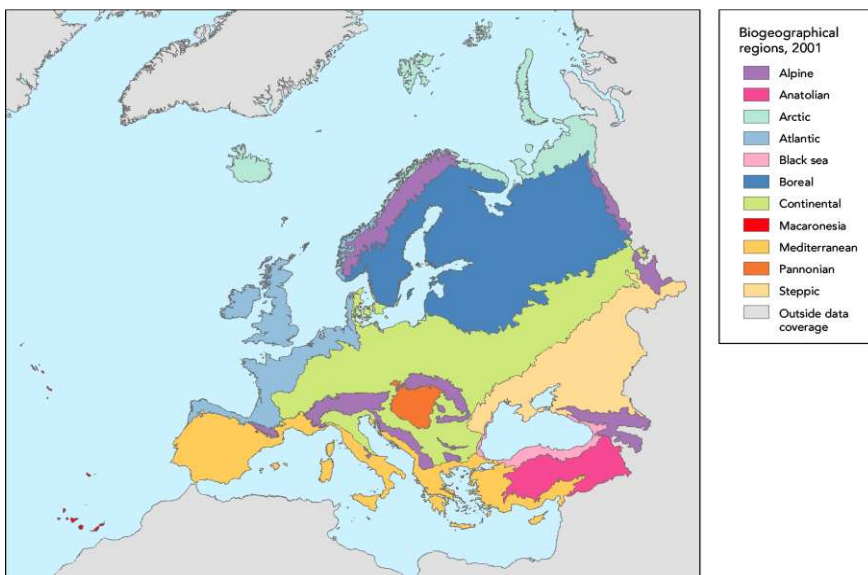 Biogeographical
regions, 2001
Alpine
Anatolian
Arctic
Atlantic
Black sea
Boreal
Continental
Macaronesia
Mediterranean
Pannonian
Steppic
Outside data
coverage